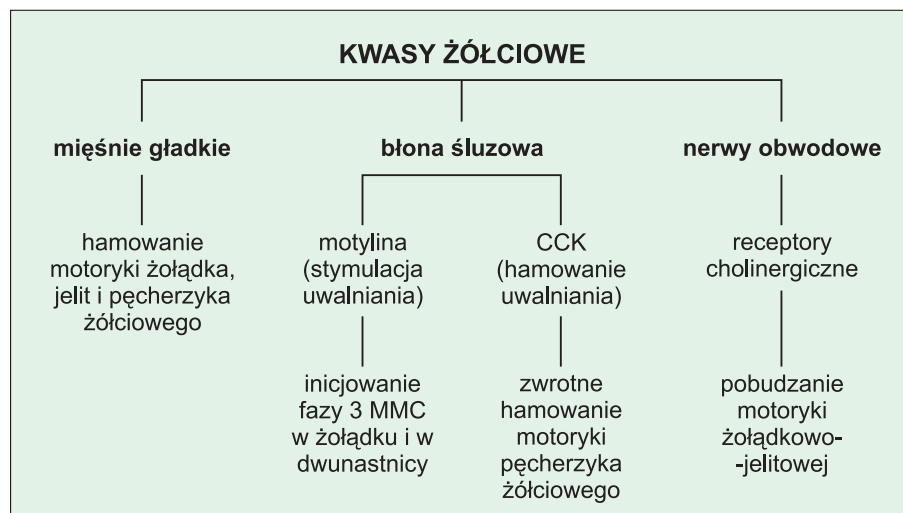 KWASY ŻÓŁCIOWE
mięśnie gładkie
błona śluzowa
nerwy obwodowe
hamowanie
motoryki żołądka,
jelit i pęcherzyka
żółciowego
motylina
(stymulacja
uwalniania)
CCK
(hamowanie
uwalniania)
receptory
cholinergiczne
inicjowanie
fazy 3 MMC
w żołądku i w
dwunastnicy
zwrotne
hamowanie
motoryki
pęcherzyka
żółciowego
pobudzanie
motoryki
żołądkowo-
-jelitowej